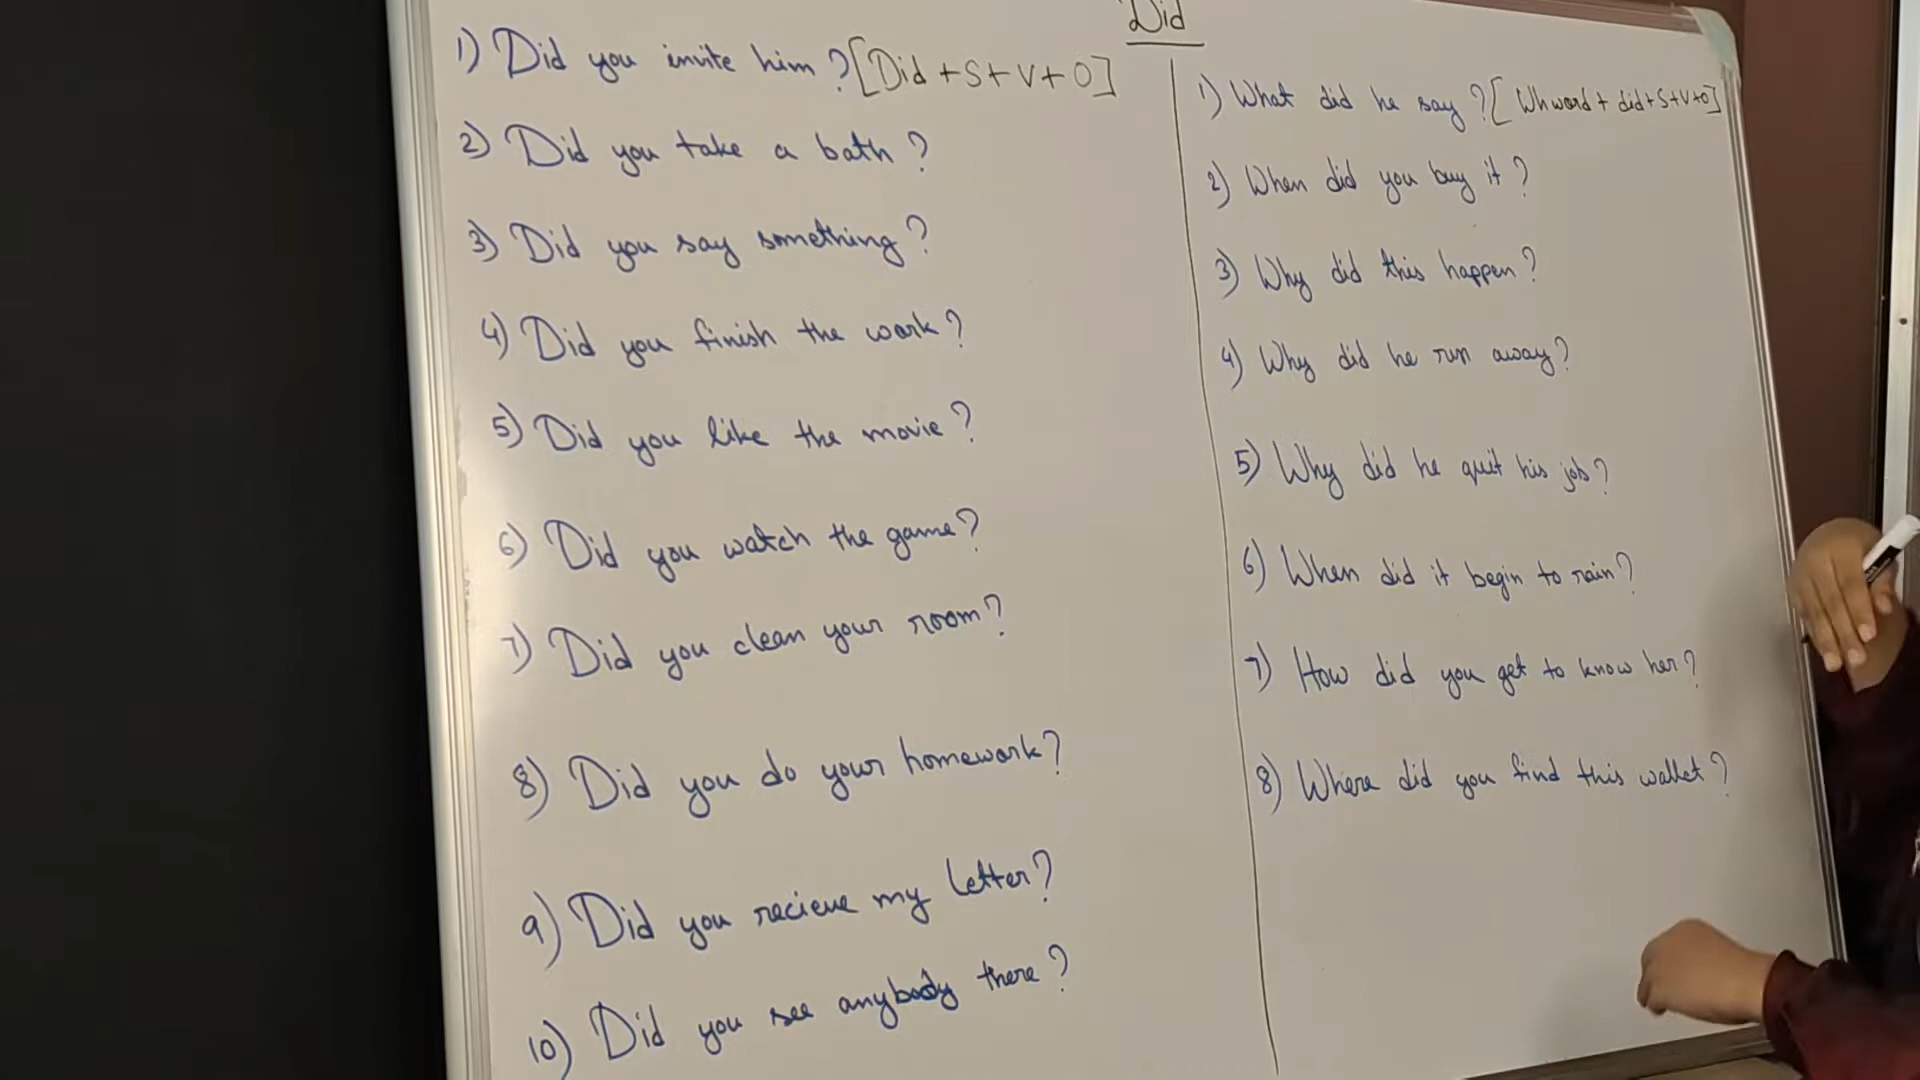 Did
1) Did you invite him ? [Did + S + V + O]
2) Did you take a bath ?
3) Did you say something ?
4) Did you finish the work ?
5) Did you like the movie ?
6) Did you watch the game ?
7) Did you clean your room ?
8) Did you do your homework ?
9) Did you recieve my letter ?
10) Did you see anybody there ?
1) What did he say ? [Wh word + did + S + V + O]
2) When did you buy it ?
3) Why did this happen ?
4) Why did he run away ?
5) Why did he quit his job ?
6) When did it begin to rain ?
7) How did you get to know her ?
8) Where did you find this wallet ?